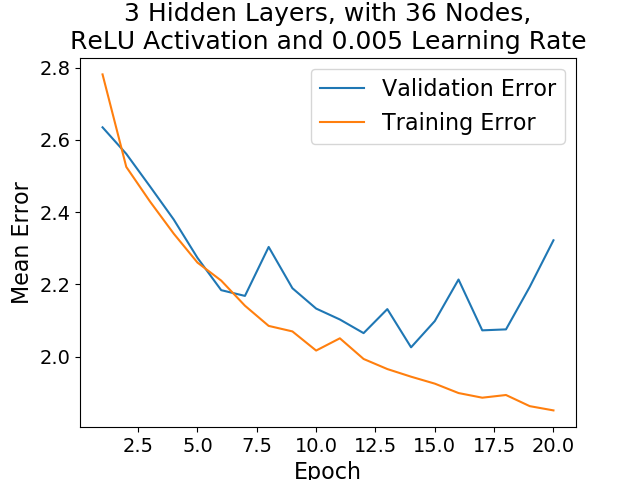 3 Hidden Layers, with 36 Nodes,
ReLU Activation and 0.005 Learning Rate
Validation Error
Training Error
Mean Error
2.8
2.6
2.4
2.2
2.0
2.5 5.0 7.5 10.0 12.5 15.0 17.5 20.0
Epoch